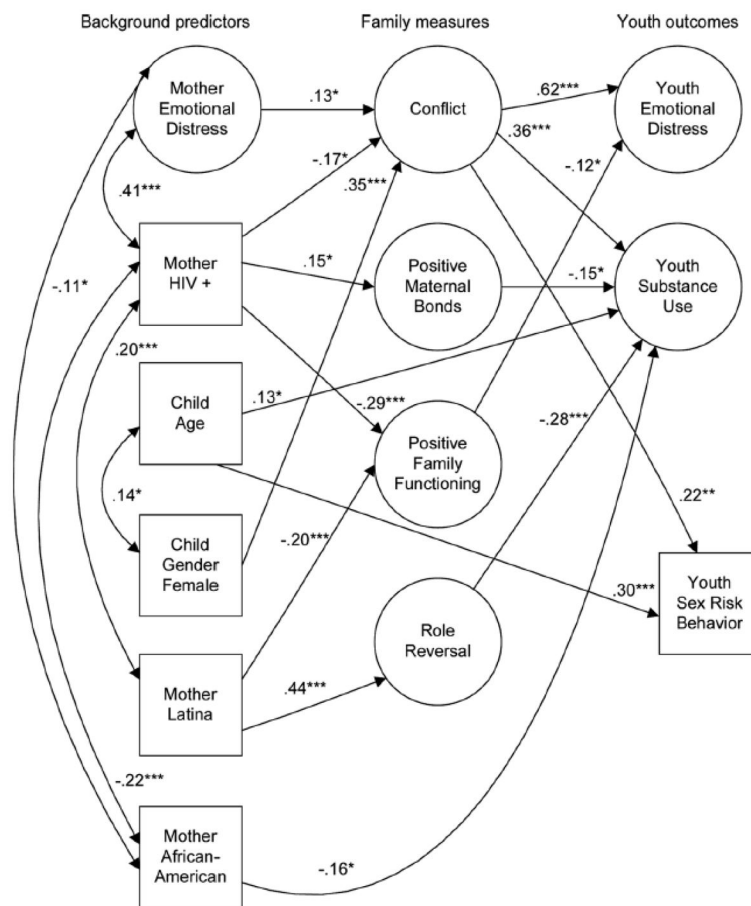 Background predictors
Family measures
Youth outcomes
Mother
Emotional
Distress
.13*
Conflict
.62***
Youth
Emotional
Distress
.36***
-.17*
-.12*
.41***
.35***
Mother
HIV +
.15*
Positive
Maternal
Bonds
-.15*
Youth
Substance
Use
-.11*
.20***
Child
Age
.13*
-.29***
-.28***
Positive
Family
Functioning
.14*
.22**
Child
Gender
Female
-.20***
.30***
Youth
Sex Risk
Behavior
Role
Reversal
Mother
Latina
.44***
-.22***
Mother
African-
American
-.16*